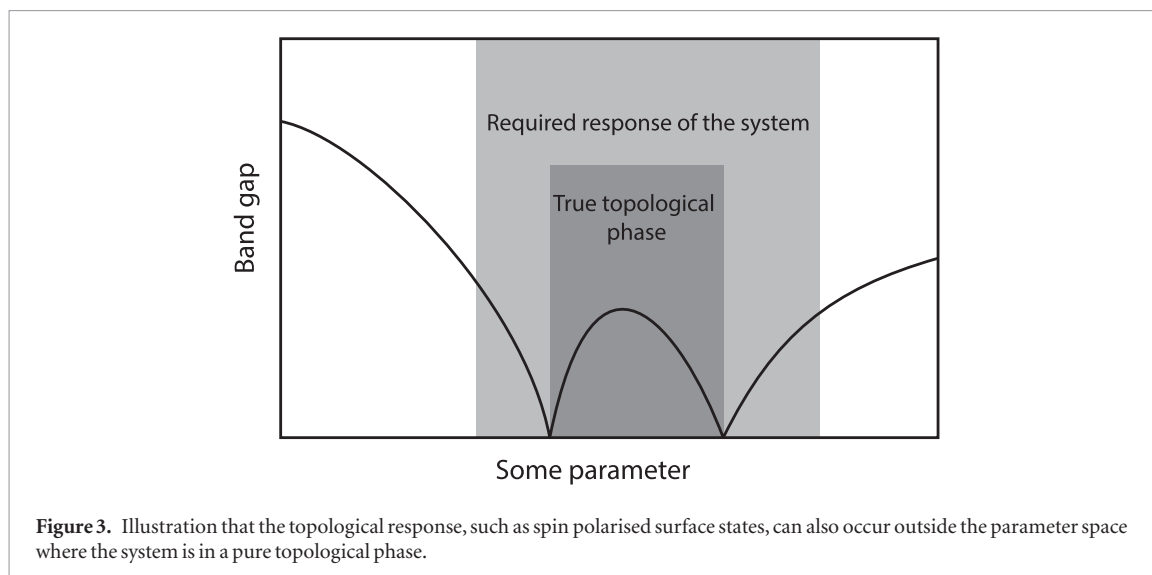 Required response of the system
True topological
phase
Band gap
Some parameter
Figure 3. Illustration that the topological response, such as spin polarised surface states, can also occur outside the parameter space
where the system is in a pure topological phase.